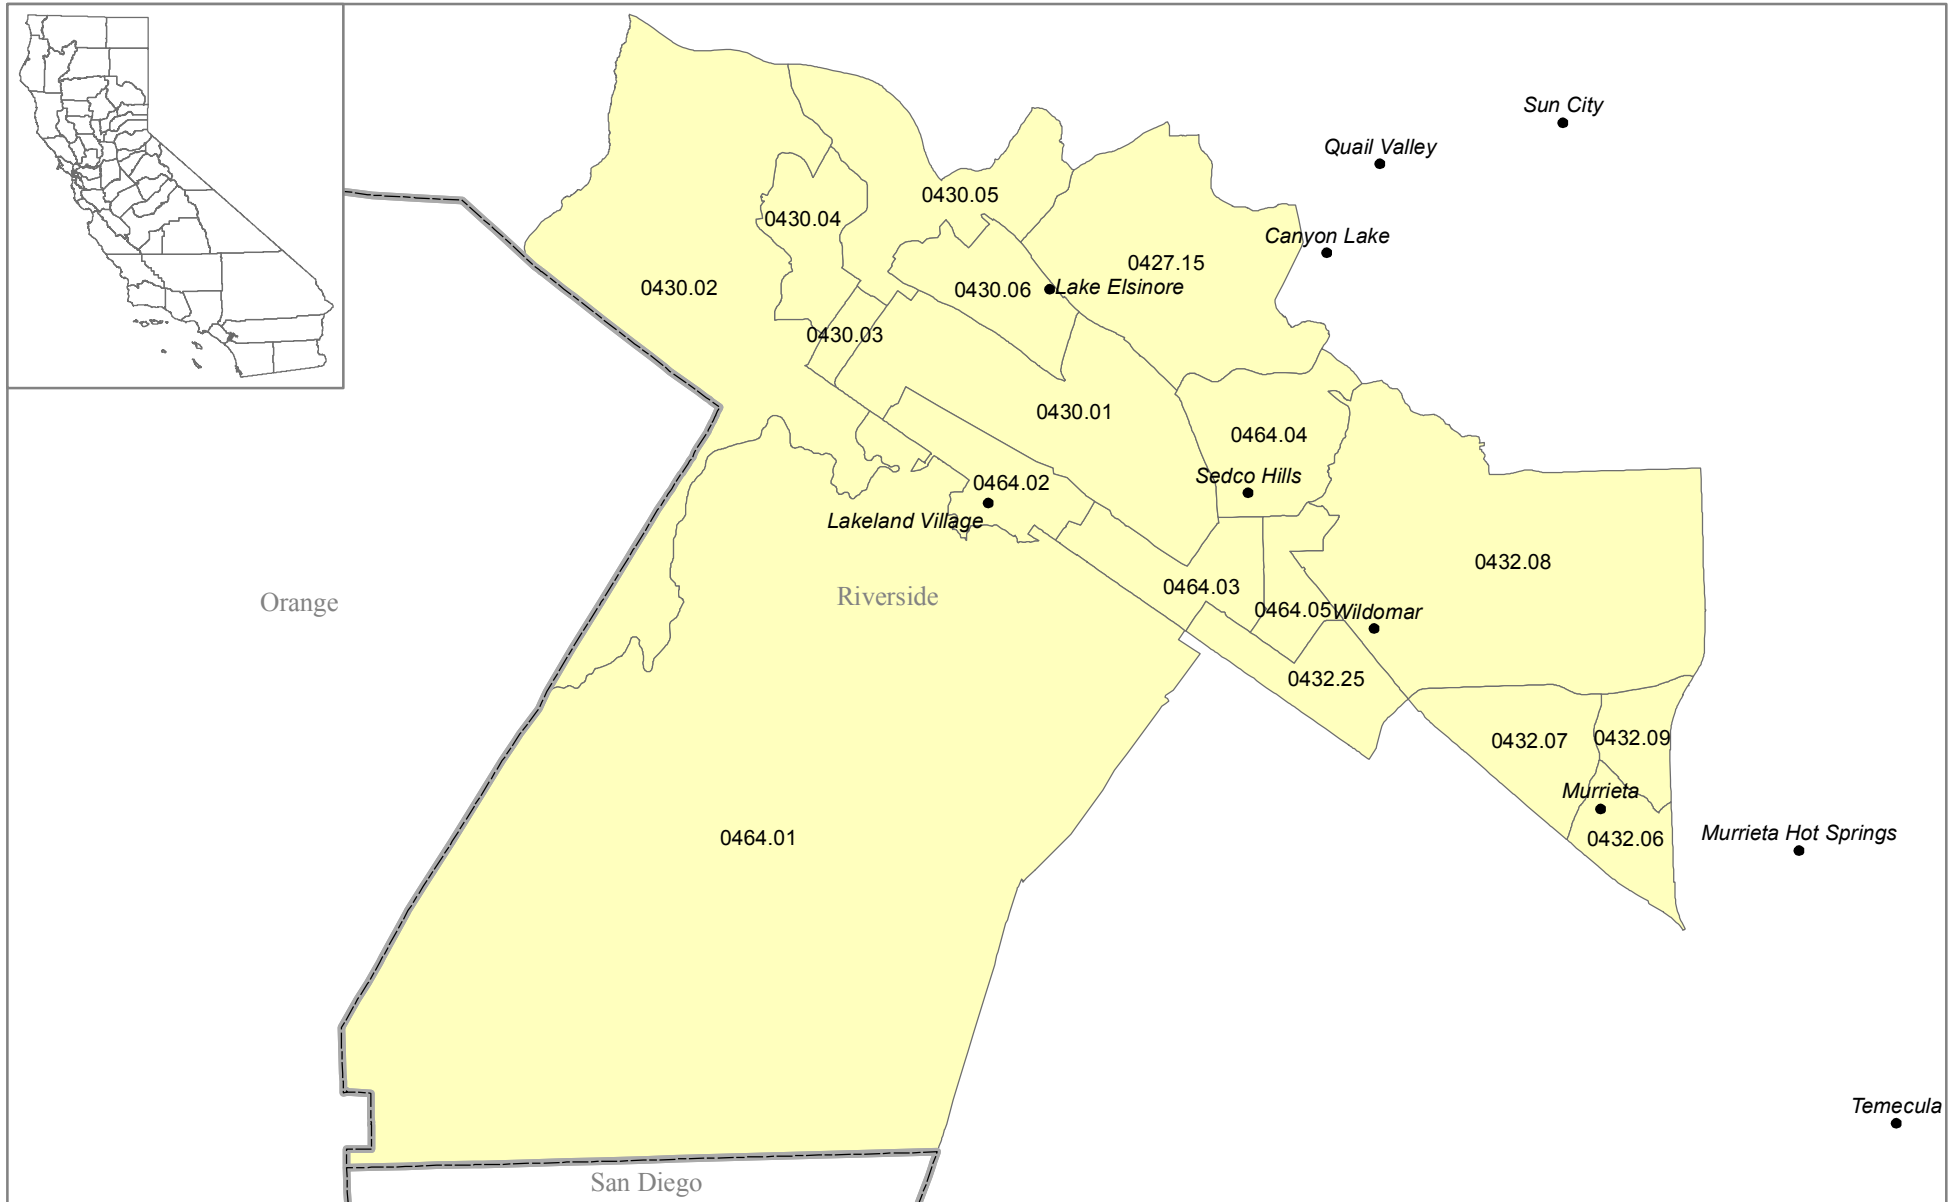 Sun City
Quail Valley
0430.05
0430.04
Canyon Lake
0427.15
0430.02
0430.06
Lake Elsinore
0430.03
0430.01
0464.04
Sedco Hills
0464.02
Lakeland Village
0432.08
0464.03
Orange
Riverside
0464.05
Wildomar
0432.25
0432.07
0432.09
Murrieta
0464.01
0432.06
Murrieta Hot Springs
Temecula
San Diego